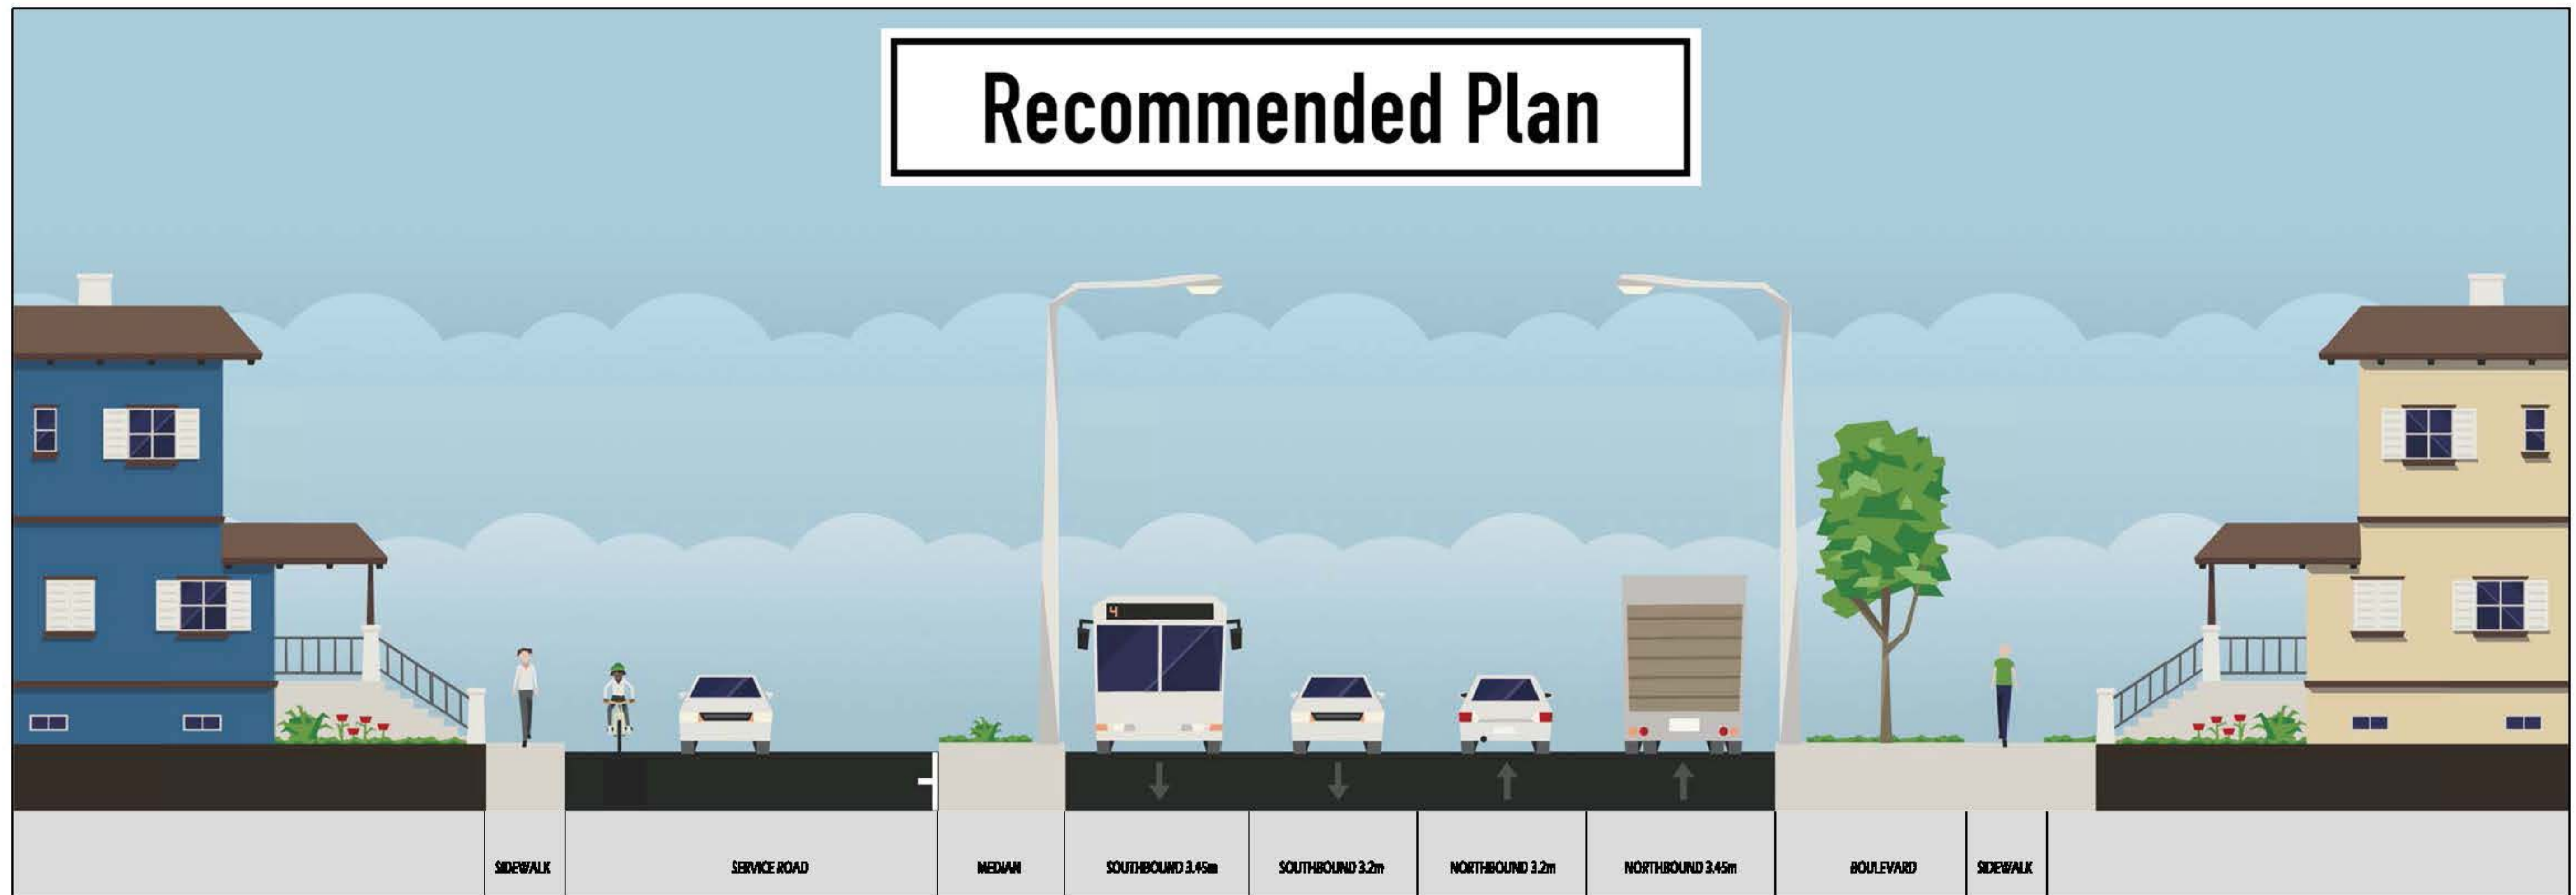 Recommended Plan
4
SIDEWALK
SERVICE ROAD
MEDIAN
SOUTHBOUND 3.45m
SOUTHBOUND 3.2m
NORTHBOUND 3.2m
NORTHBOUND 3.45m
BOULEVARD
SIDEWALK